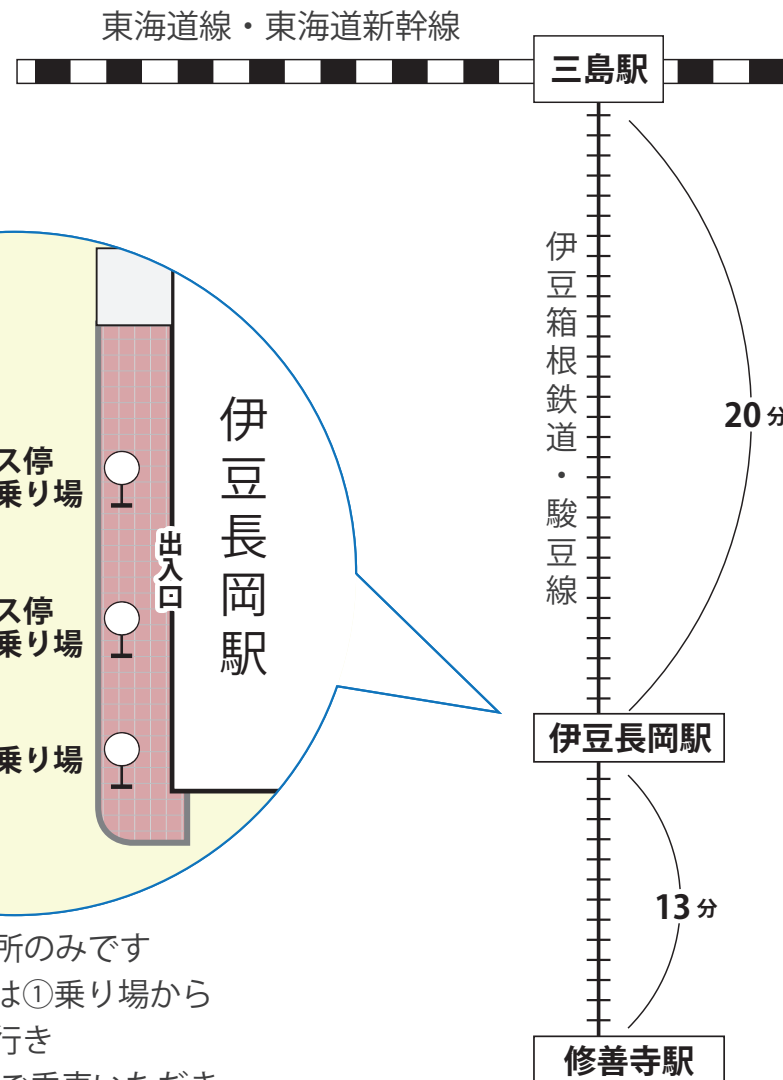 東海道線・東海道新幹線
三島駅
伊豆箱根鉄道・駿豆線
20分
伊豆長岡駅
出入口
ス停
乗り場
ス停
乗り場
乗り場
伊豆長岡駅
13分
修善寺駅
所のみです
は①乗り場から
行き